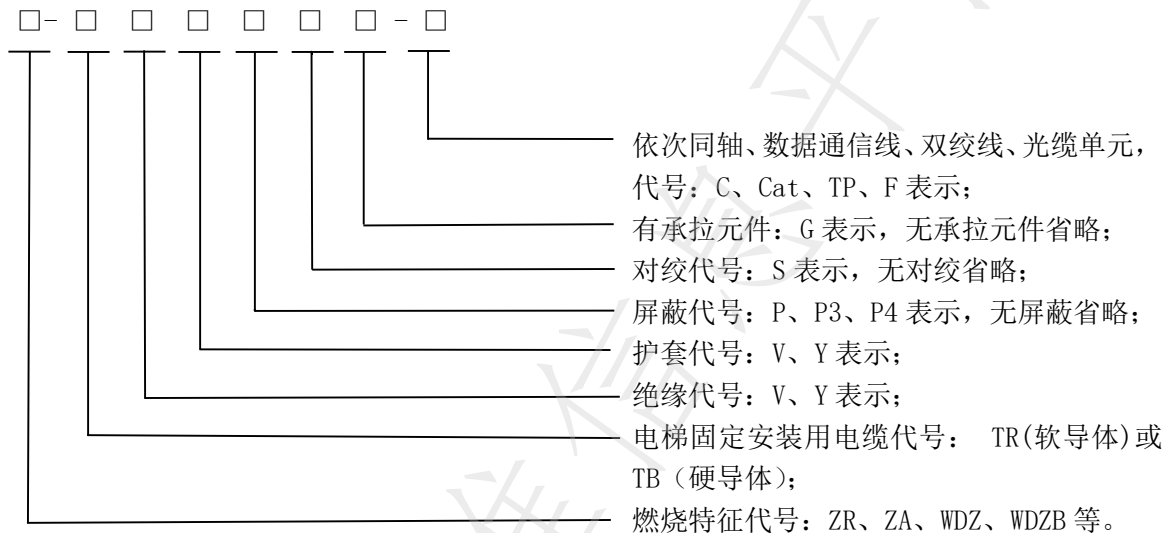 □-□ □ □ □ □ □-□
依次同轴、数据通信线、双绞线、光缆单元，
代号：C、Cat、TP、F 表示；
有承拉元件：G 表示，无承拉元件省略；
对绞代号：S 表示，无对绞省略；
屏蔽代号：P、P3、P4 表示，无屏蔽省略；
护套代号：V、Y 表示；
绝缘代号：V、Y 表示；
电梯固定安装用电缆代号： TR(软导体)或
TB（硬导体）；
燃烧特征代号：ZR、ZA、WDZ、WDZB 等。